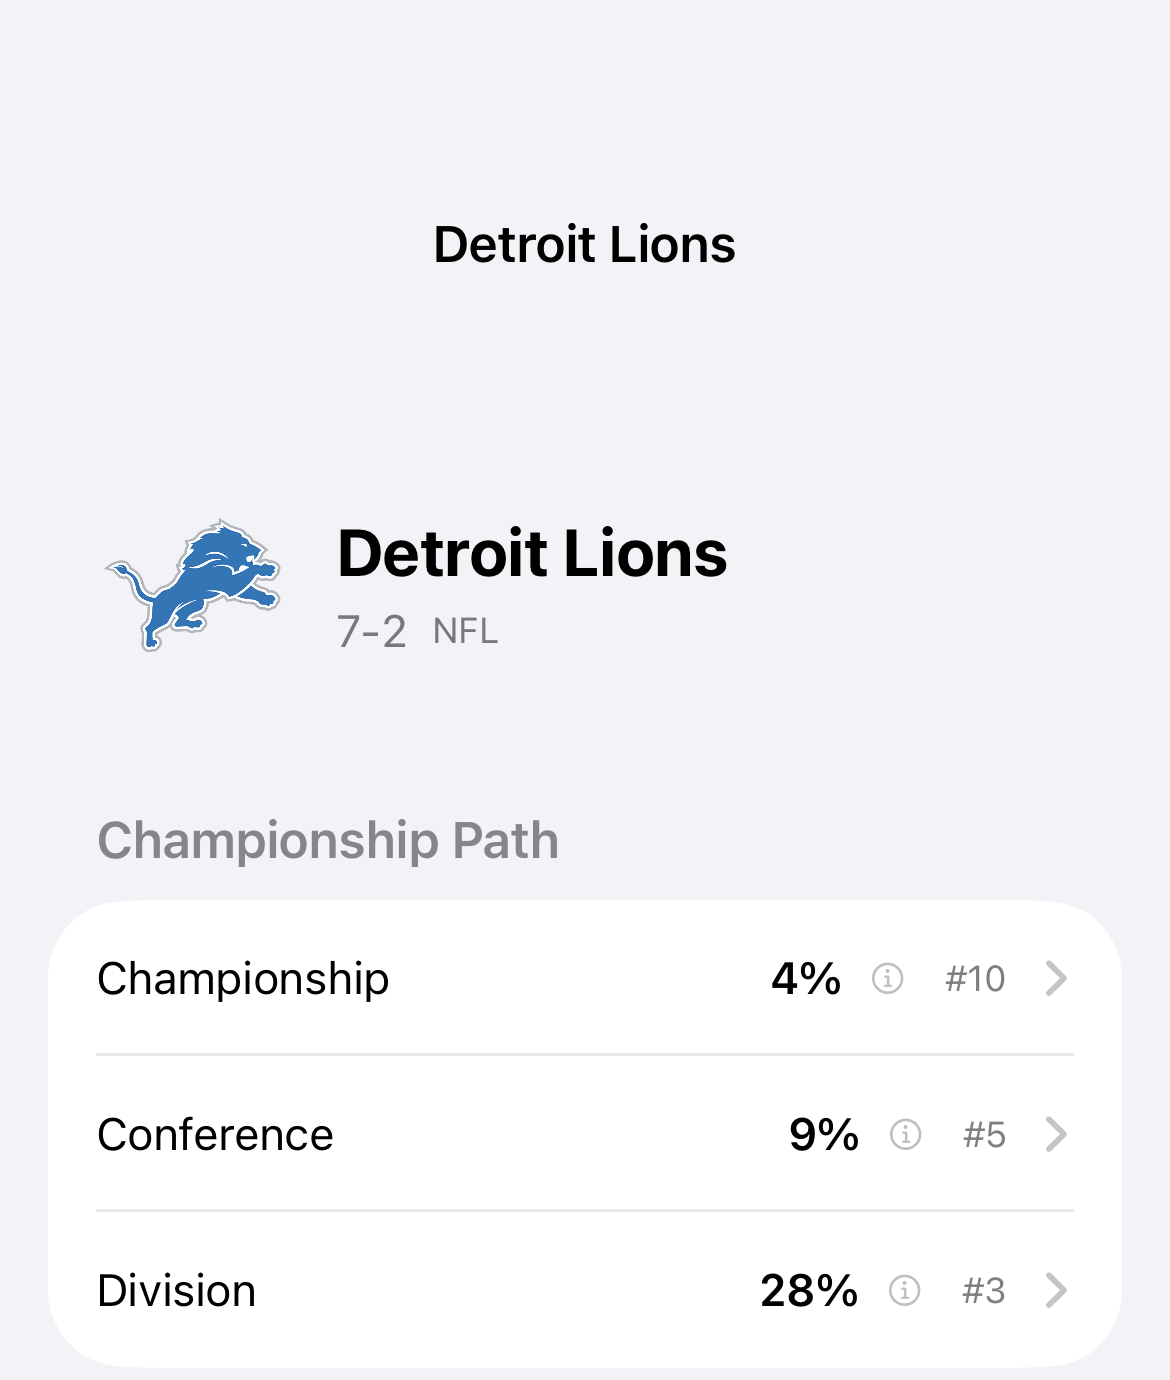 Detroit Lions
Detroit Lions
7-2 NFL
Championship Path
Championship 4% #10
Conference 9% #5
Division 28% #3